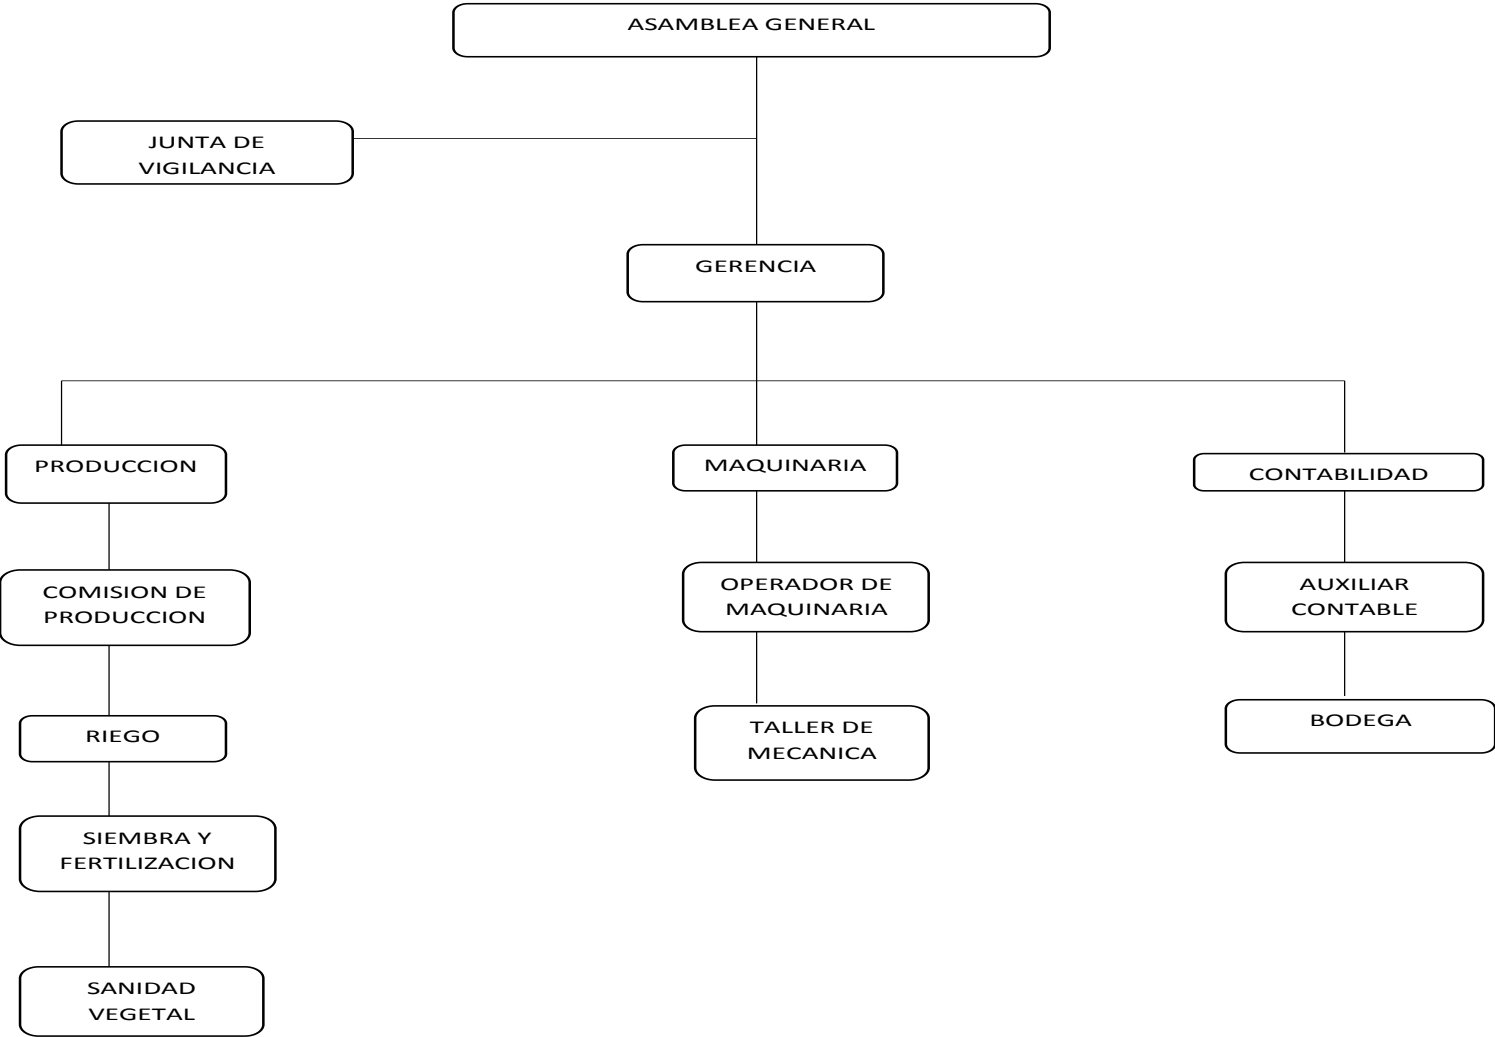 ASAMBLEA GENERAL
JUNTA DE
VIGILANCIA
GERENCIA
PRODUCCION
MAQUINARIA
CONTABILIDAD
COMISION DE
PRODUCCION
OPERADOR DE
MAQUINARIA
AUXILIAR
CONTABLE
RIEGO
TALLER DE
MECANICA
BODEGA
SIEMBRA Y
FERTILIZACION
SANIDAD
VEGETAL